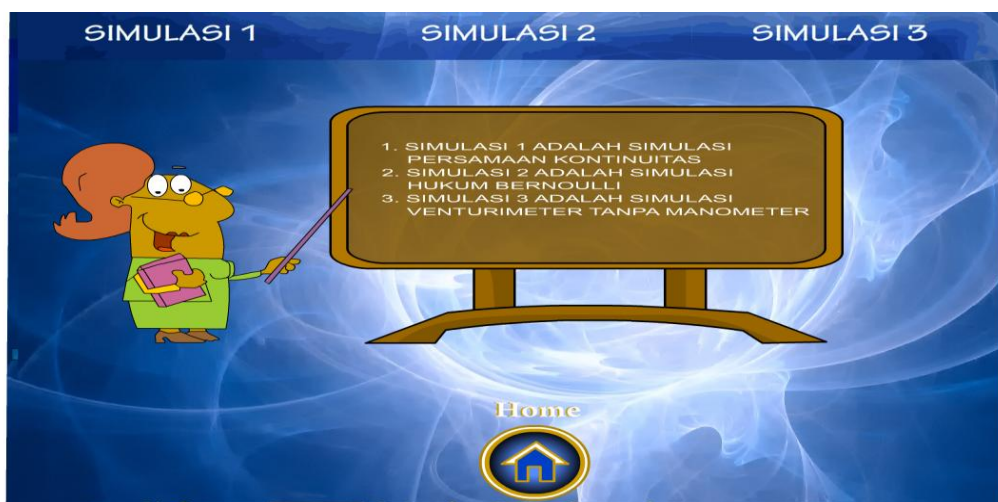 SIMULASI 1 SIMULASI 2 SIMULASI 3
1. SIMULASI 1 ADALAH SIMULASI
PERSAMAAN KONTINUITAS
2. SIMULASI 2 ADALAH SIMULASI
HUKUM BERNOULLI
3. SIMULASI 3 ADALAH SIMULASI
VENTURIMETER TANPA MANOMETER
Home